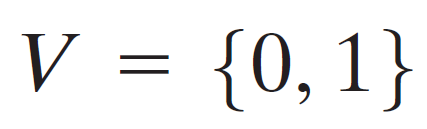 V = {0, 1}